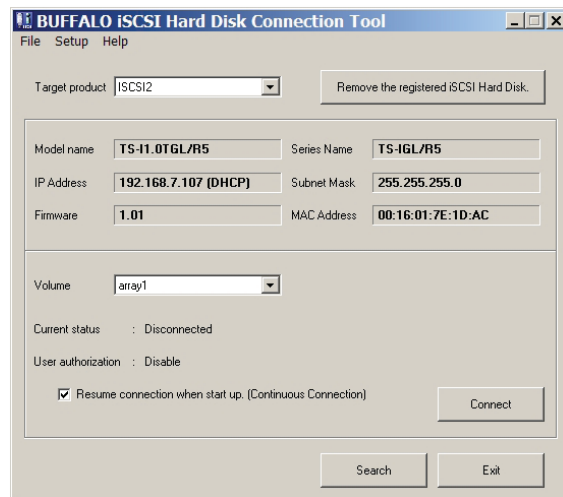 BUFFALO iSCSI Hard Disk Connection Tool
File Setup Help
Target product ISCSI2 Remove the registered iSCSI Hard Disk.
Model name TS-I1.0TGL/R5 Series Name TS-IGL/R5
IP Address 192.168.7.107 (DHCP) Subnet Mask 255.255.255.0
Firmware 1.01 MAC Address 00:16:01:7E:1D:AC
Volume array1
Current status : Disconnected
User authorization : Disable
Resume connection when start up. (Continuous Connection)
Connect
Search Exit